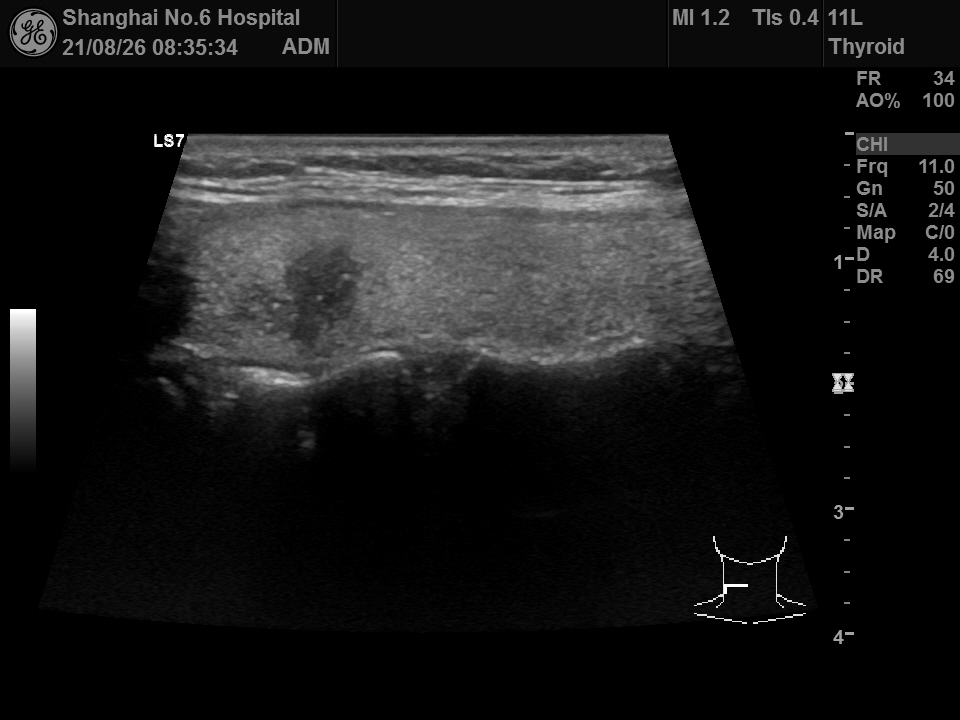 Shanghai No.6 Hospital
21/08/26 08:35:34 ADM
MI 1.2 TIs 0.4
11L
Thyroid
FR 34
AO% 100
CHI
Frq 11.0
Gn 50
S/A 2/4
Map C/0
D 4.0
DR 69
LS7
1
3
4